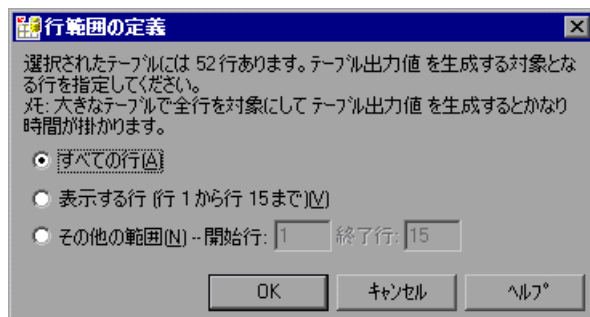 行範囲の定義
選択されたテーブルには 52 行あります。テーブル出力値 を生成する対象とな
る行を指定してください。
メモ: 大きなテーブルで全行を対象にして テーブル出力値 を生成するとかなり
時間が掛かります。
すべての行(A)
表示する行 (行 1 から行 15 まで)(V)
その他の範囲(N) -- 開始行: 1 終了行: 15
OK キャンセル ヘルプ